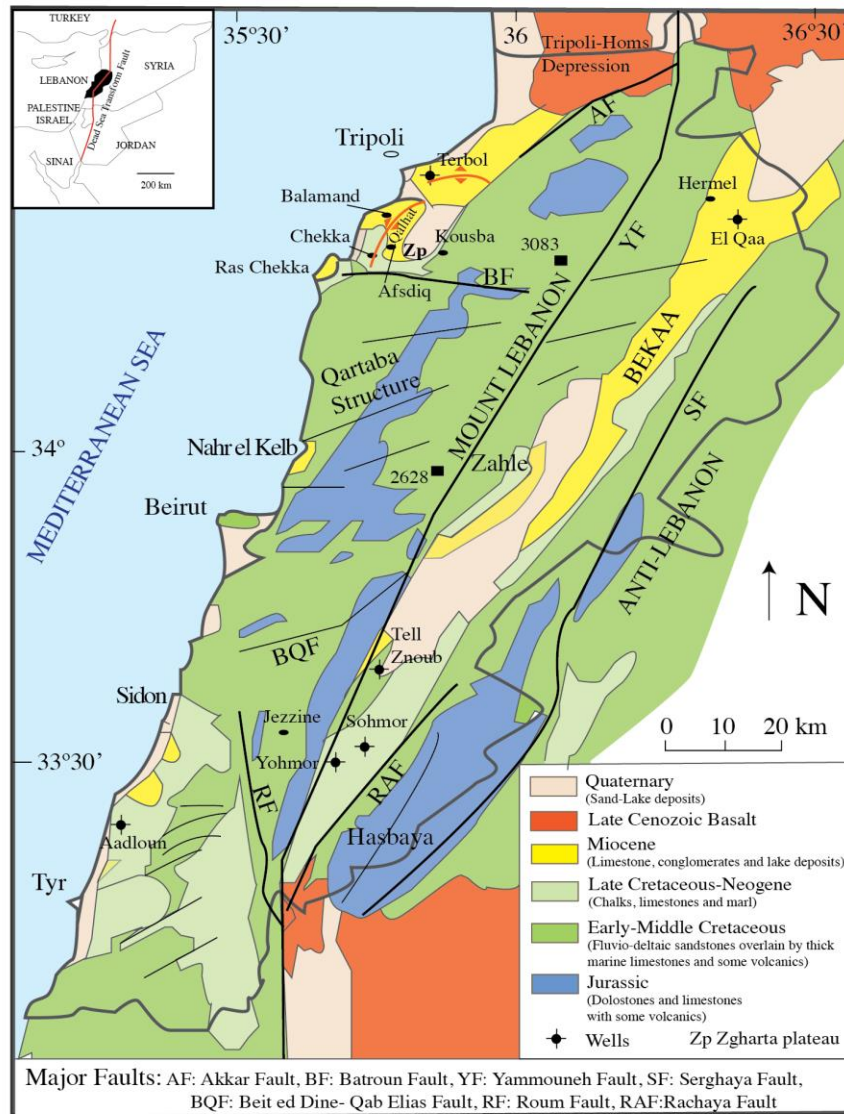 TURKEY
LEBANON
SYRIA
PALESTINE
ISRAEL
Dead Sea Transform Fault
JORDAN
SINAI
200 km
35º30'
36
36º30'
Tripoli-Homs
Depression
AF
Tripoli
Terbol
Balamand
Hermel
Qalhat
Chekka
Zp
Kousba
3083
YF
El Qaa
Ras Chekka
Afsdiq
BF
MEDITERRANEAN SEA
Qartaba
Structure
MOUNT LEBANON
BEKAA
SF
34º
Nahr el Kelb
2628
Zahle
Beirut
ANTI-LEBANON
N
BQF
Tell
Znoub
Sidon
Jezzine
Sohmor
0 10 20 km
33º30’
Yohmor
RF
RAF
Hasbaya
Aadloun
Tyr
Quaternary
(Sand-Lake deposits)
Late Cenozoic Basalt
Miocene
(Limestone, conglomerates and lake deposits)
Late Cretaceous-Neogene
(Chalks, limestones and marl)
Early-Middle Cretaceous
(Fluvio-deltaic sandstones overlain by thick
marine limestones and some volcanics)
Jurassic
(Dolostones and limestones
with some volcanics)
Wells Zp Zgharta plateau
Major Faults: AF: Akkar Fault, BF: Batroun Fault, YF: Yammouneh Fault, SF: Serghaya Fault,
BQF: Beit ed Dine- Qab Elias Fault, RF: Roum Fault, RAF:Rachaya Fault